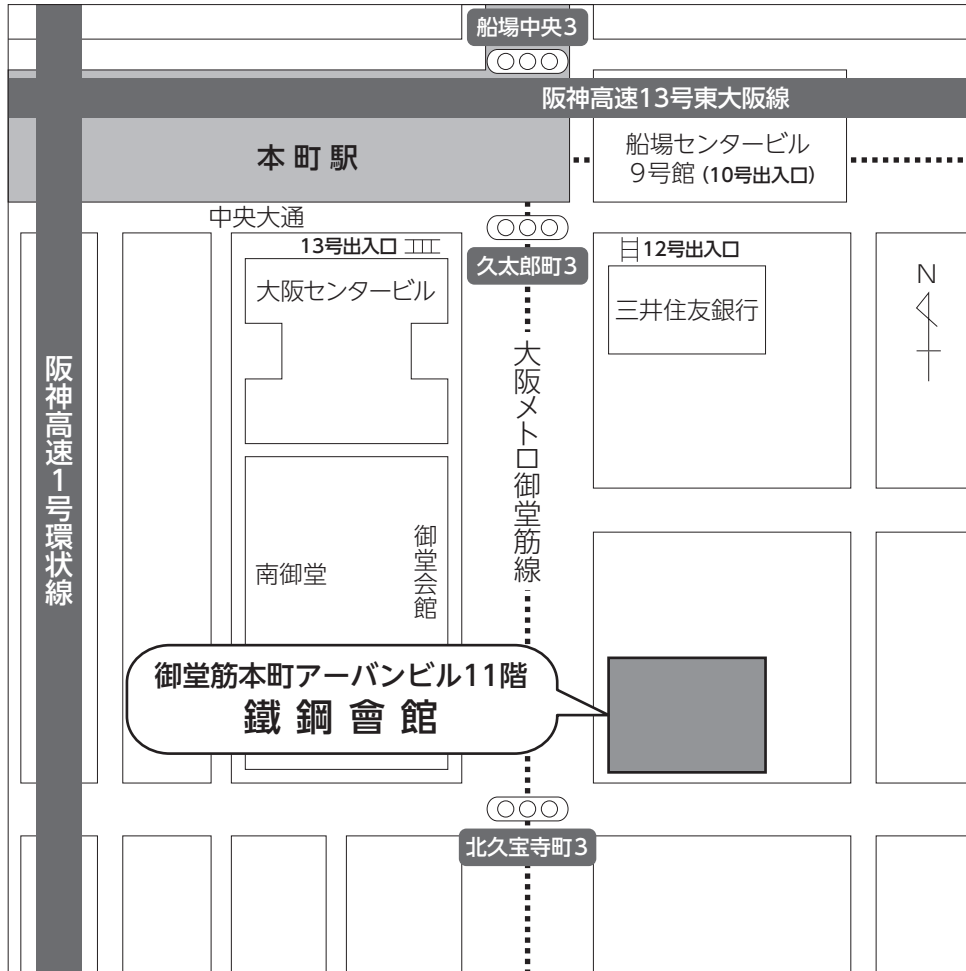 船場中央3
阪神高速13号東大阪線
本町駅
船場センタービル
9号館 (10号出入口)
中央大通
13号出入口
久太郎町3
12号出入口
大阪センタービル
三井住友銀行
N
阪神高速1号環状線
大阪メトロ御堂筋線
南御堂
御堂会館
御堂筋本町アーバンビル11階
鐵鋼會館
北久宝寺町3